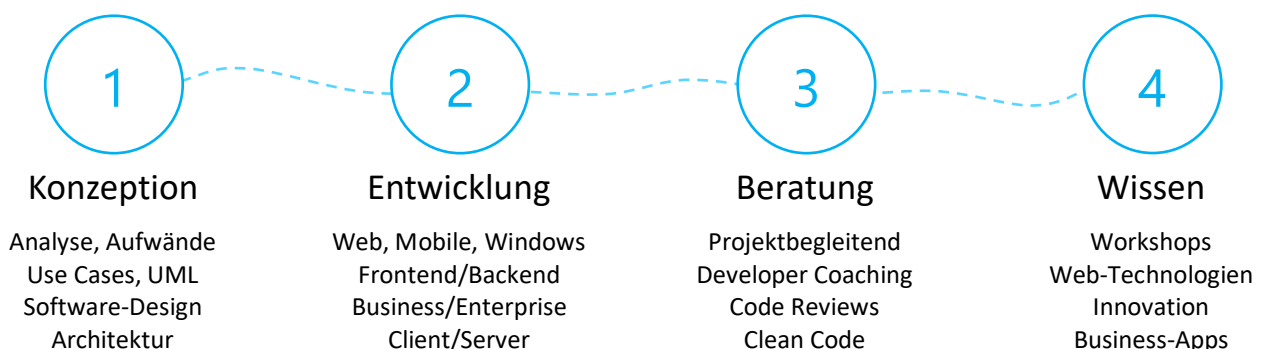 1
Konzeption
Analyse, Aufwände
Use Cases, UML
Software-Design
Architektur
2
Entwicklung
Web, Mobile, Windows
Frontend/Backend
Business/Enterprise
Client/Server
3
Beratung
Projektbegleitend
Developer Coaching
Code Reviews
Clean Code
4
Wissen
Workshops
Web-Technologien
Innovation
Business-Apps